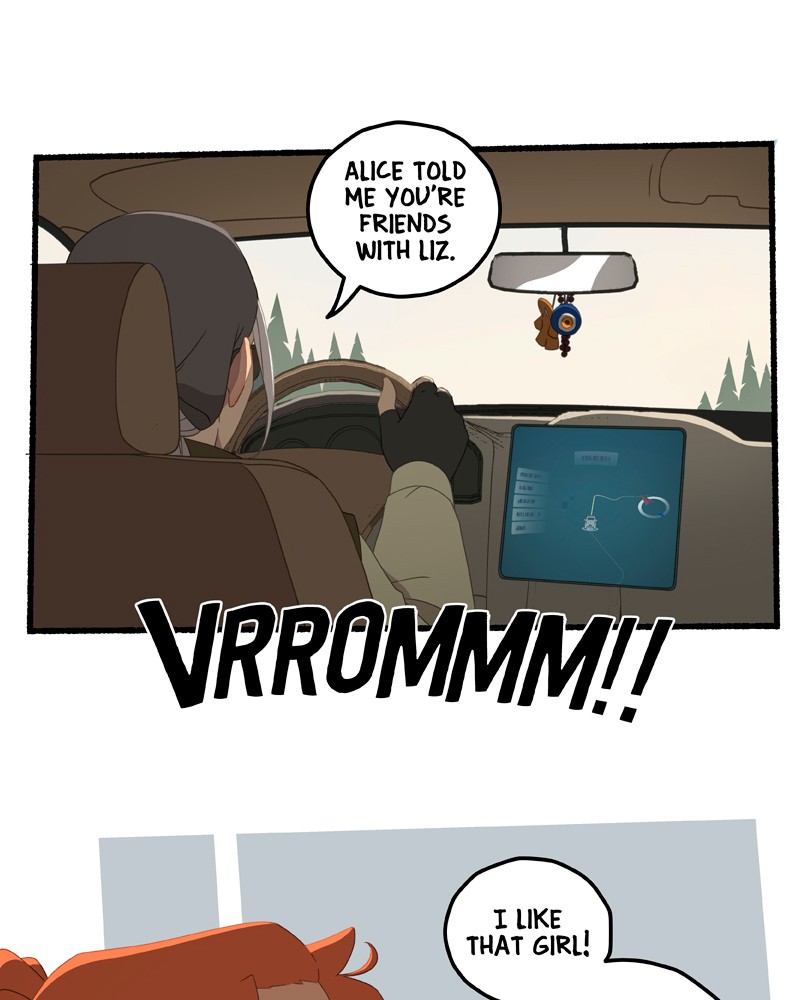 ALICE TOLD
ME YOU'RE
FRIENDS
WITH LIZ.
VRROMMM!!
I LIKE
THAT GIRL!